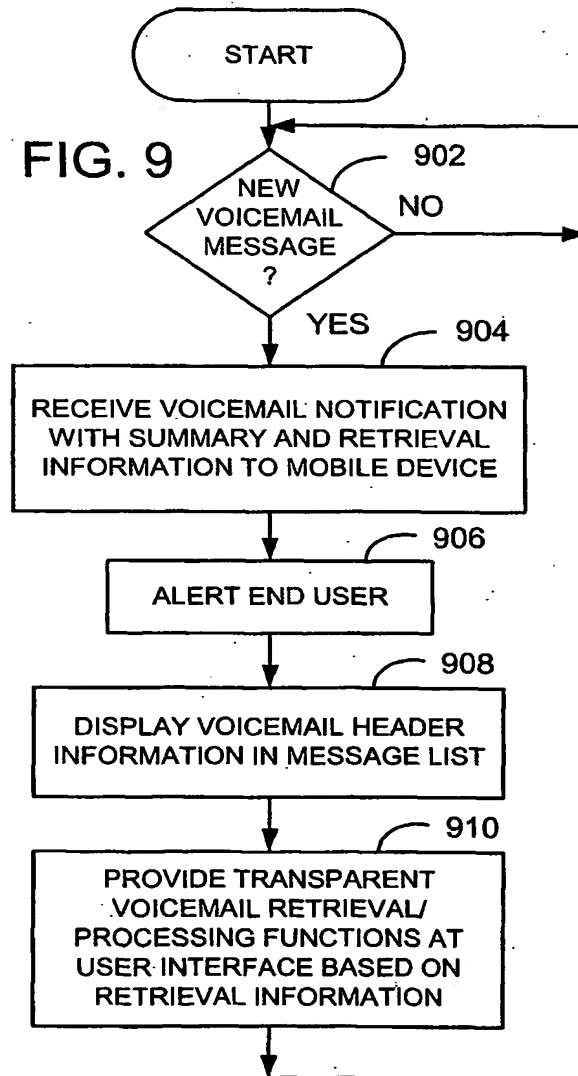 START
FIG. 9
902
NEW
VOICEMAIL
MESSAGE
?
NO
YES
904
RECEIVE VOICEMAIL NOTIFICATION
WITH SUMMARY AND RETRIEVAL
INFORMATION TO MOBILE DEVICE
906
ALERT END USER
908
DISPLAY VOICEMAIL HEADER
INFORMATION IN MESSAGE LIST
910
PROVIDE TRANSPARENT
VOICEMAIL RETRIEVAL/
PROCESSING FUNCTIONS AT
USER INTERFACE BASED ON
RETRIEVAL INFORMATION